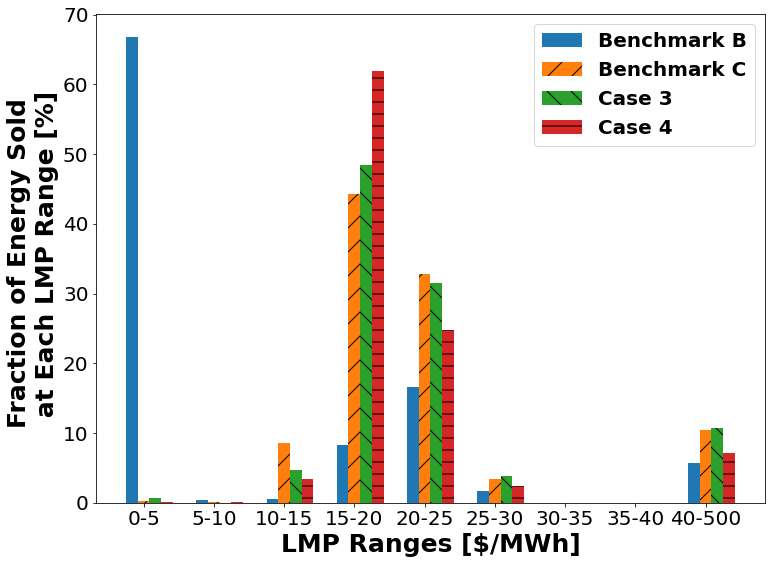 Fraction of Energy Sold
at Each LMP Range [%]
70
60
50
40
30
20
10
0
Benchmark B
Benchmark C
Case 3
Case 4
0-5 5-10 10-15 15-20 20-25 25-30 30-35 35-40 40-500
LMP Ranges [$/MWh]